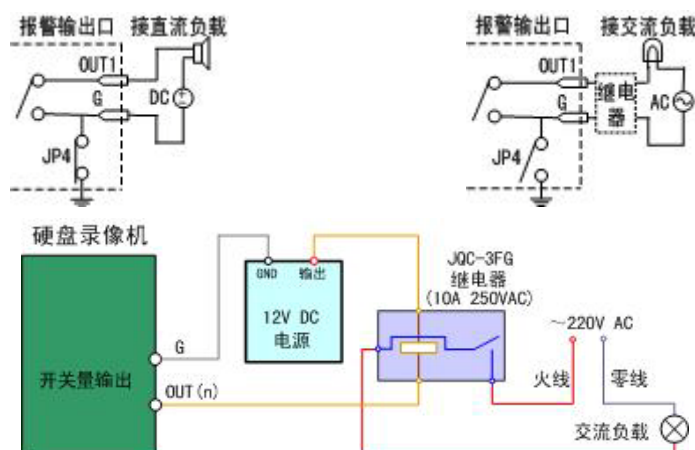 报警输出口
接直流负载
OUT1
G
DC
JP4
报警输出口
接交流负载
OUT1
G
继电
器
AC
JP4
硬盘录像机
GND
输出
12V DC
电源
JQC-3FG
继电器
(10A 250VAC)
～220V AC
G
开关量输出
OUT(n)
火线
零线
交流负载